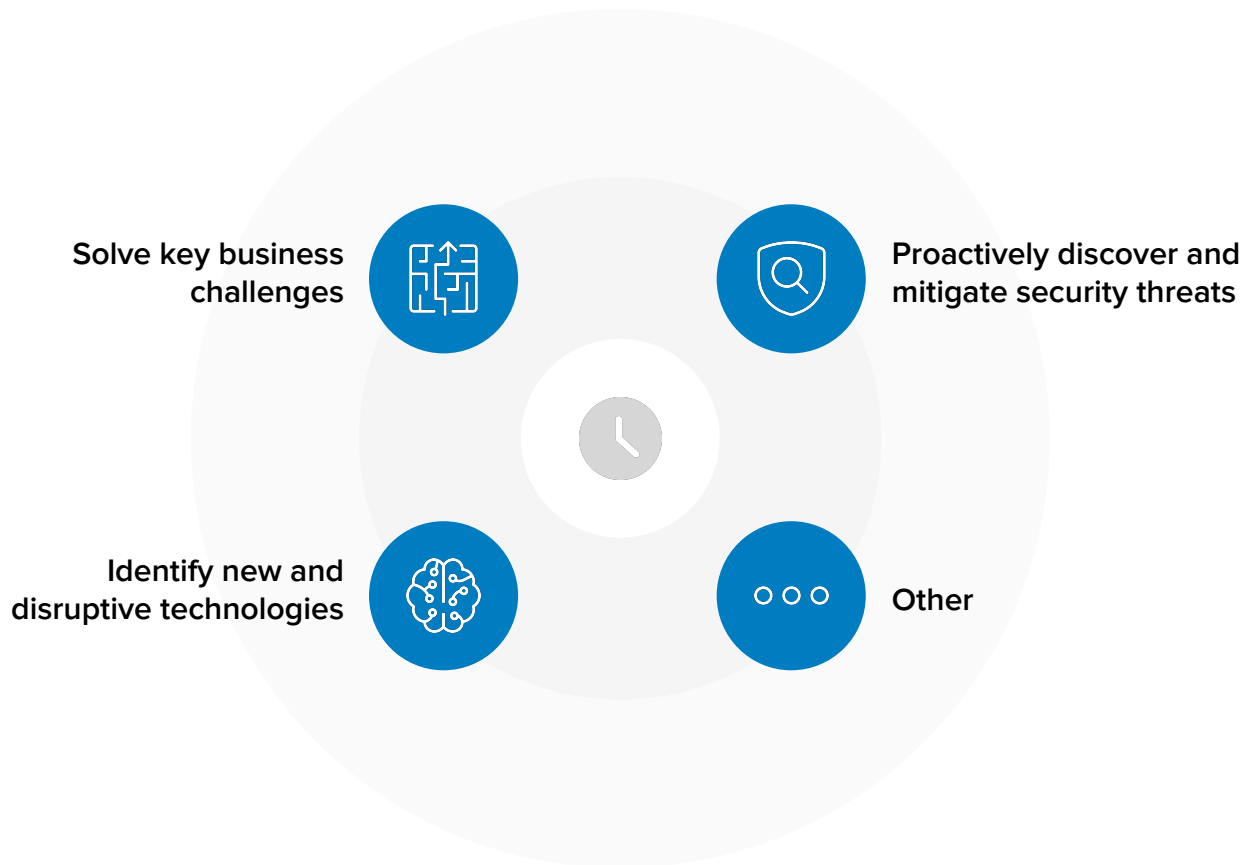 Solve key business
challenges
Proactively discover and
mitigate security threats
Identify new and
disruptive technologies
Other